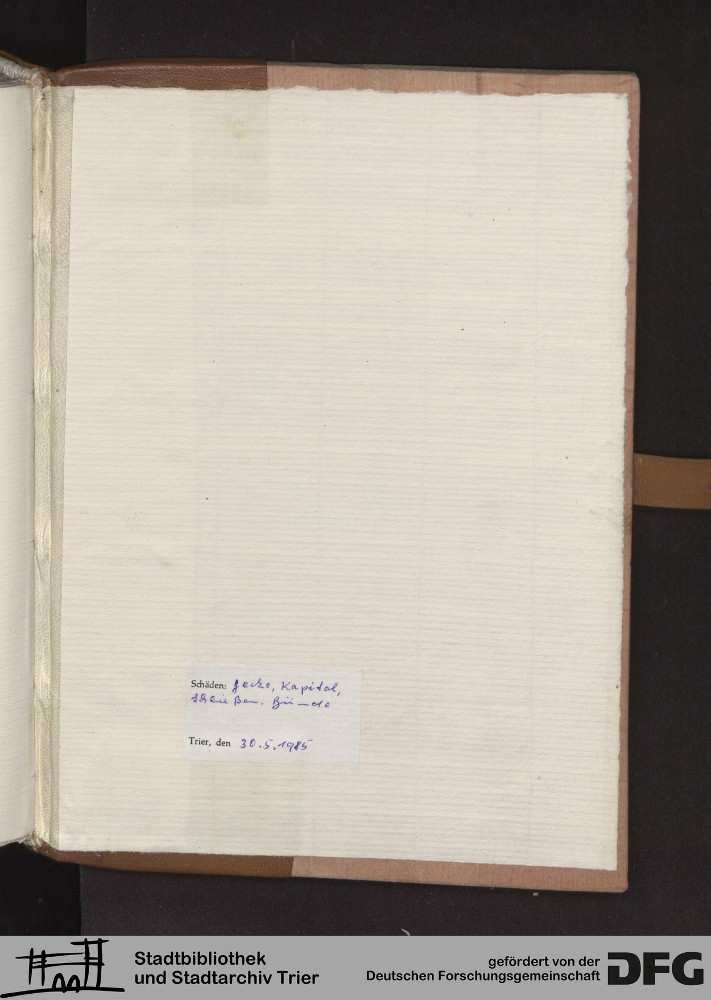 Schäden: Kapital,
Schließen. Bünde
Trier, den 30.5.1985
Stadtbibliothek
und Stadtarchiv Trier
gefördert von der
Deutschen Forschungsgemeinschaft
DFG